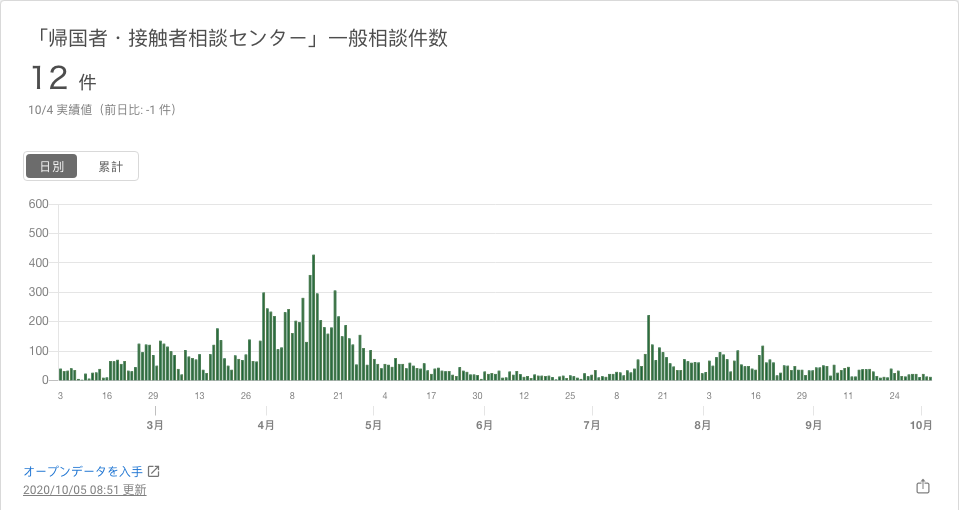 「帰国者・接触者相談センター」一般相談件数
12 件
10/4 実績値（前日比: -1 件）
日別 累計
600
500
400
300
200
100
0
3 16 29 13 26 8 21 4 17 30 12 25 8 21 3 16 29 11 24
3月 4月 5月 6月 7月 8月 9月 10月
オープンデータを入手
2020/10/05 08:51 更新